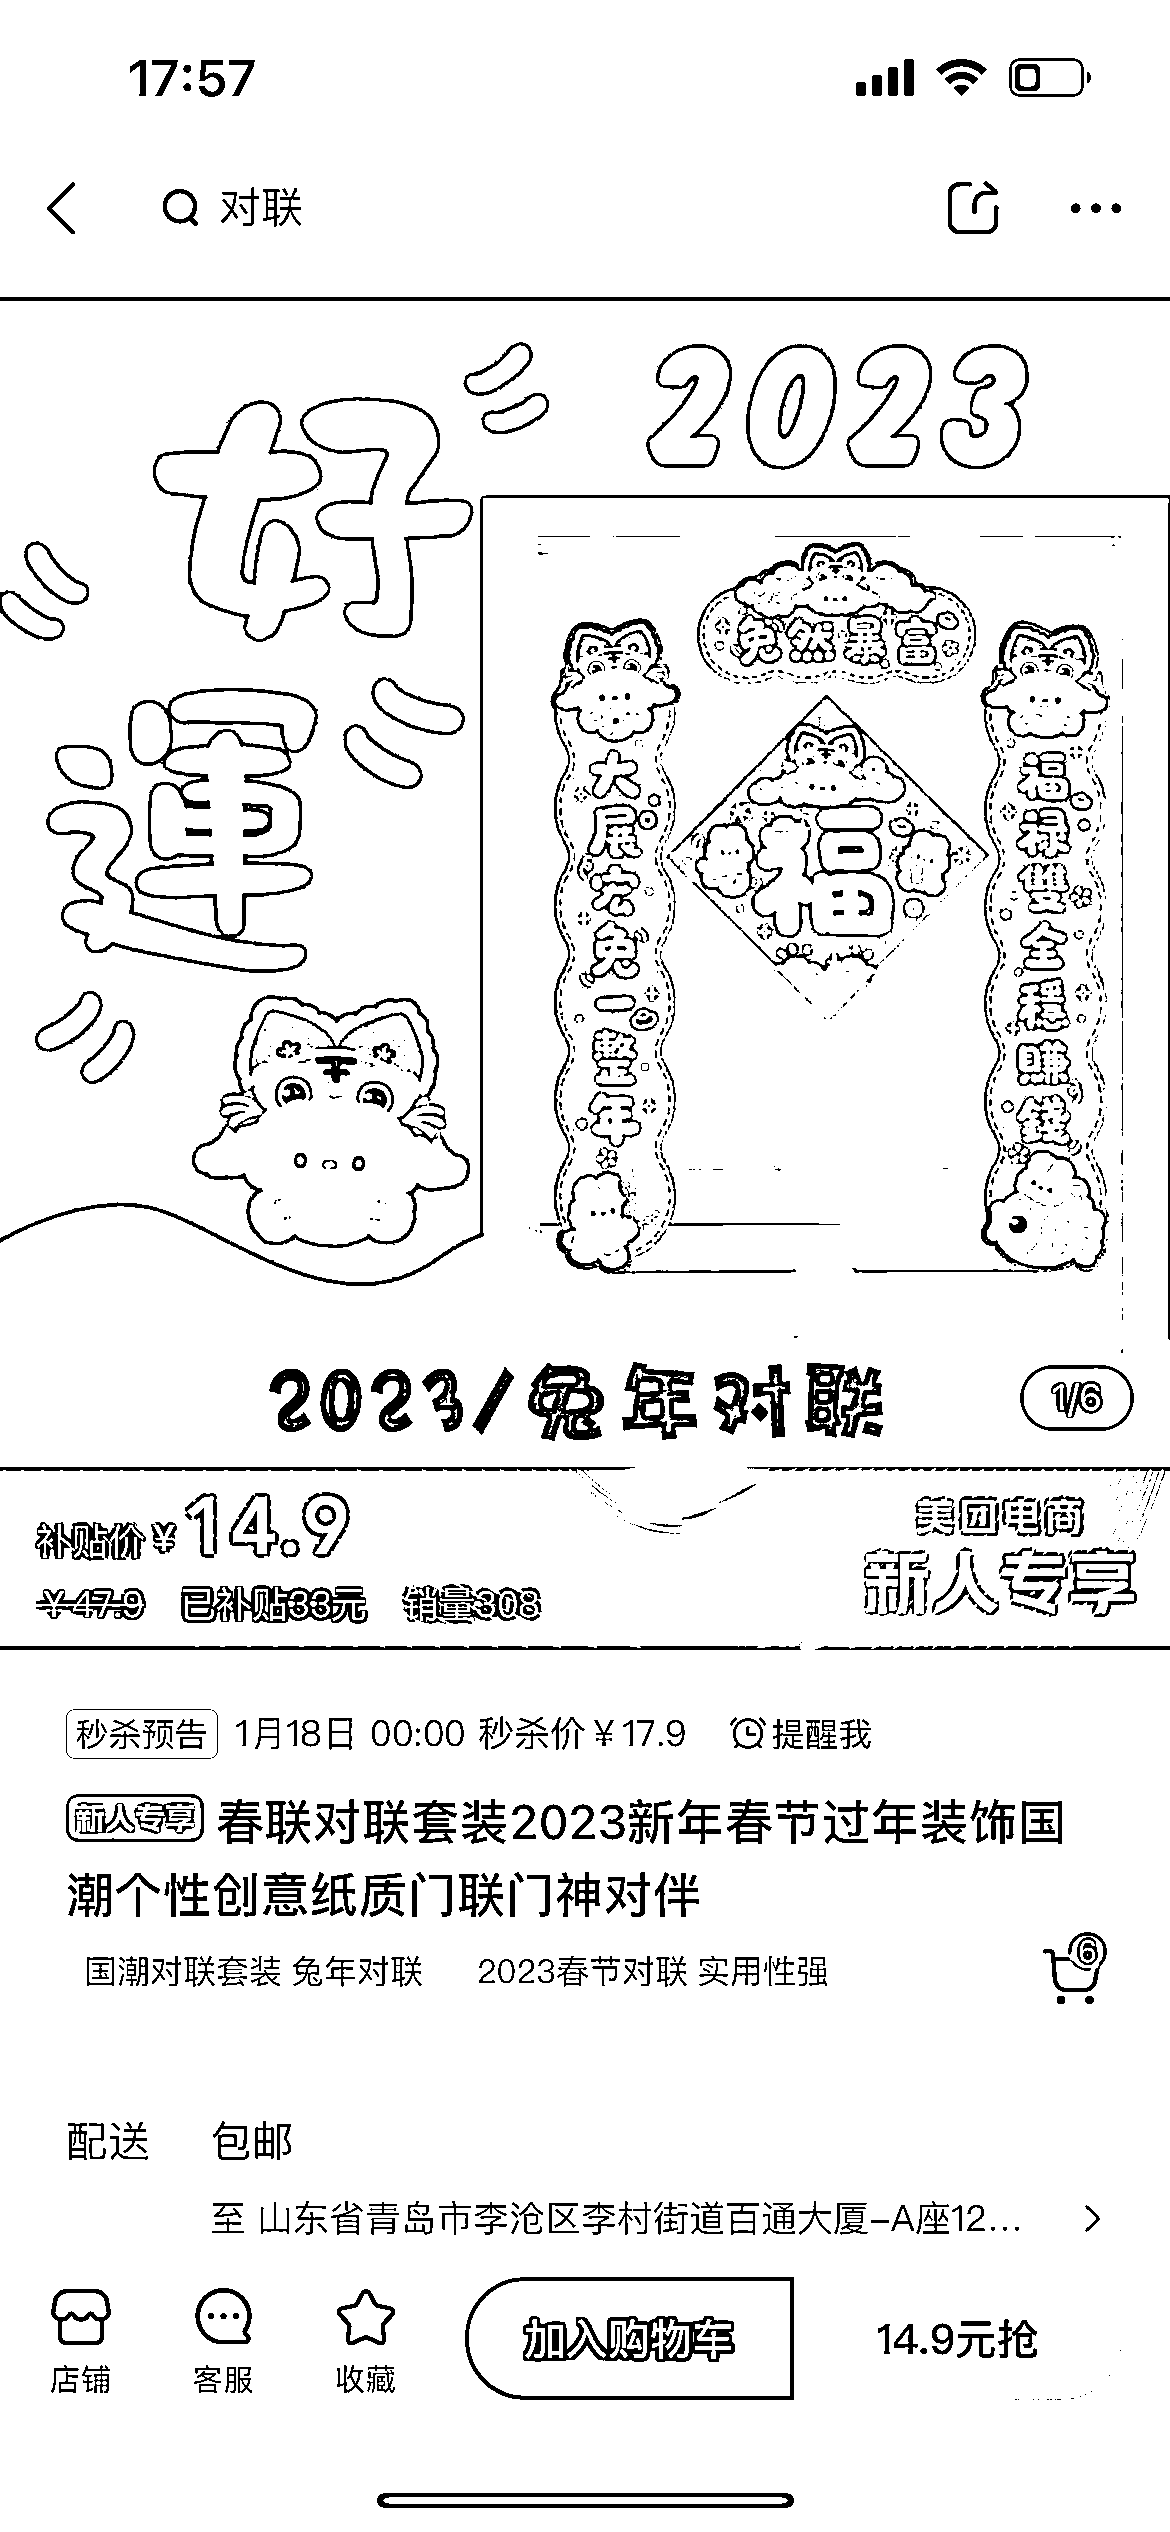 17:57
对联
2023
好運
兔然暴富
大展宏兔一整年
福
福禄雙全穩賺錢
2023/兔年对联
1/6
补贴价¥14.9
美团电商
新人专享
¥47.9 已补贴33元 销量308
秒杀预告 1月18日 00:00 秒杀价¥17.9 提醒我
新人专享 春联对联套装2023新年春节过年装饰国
潮个性创意纸质门联门神对伴
国潮对联套装 兔年对联 2023春节对联 实用性强
6
配送 包邮
至 山东省青岛市李沧区李村街道百通大厦-A座12...
店铺 客服 收藏 加入购物车 14.9元抢